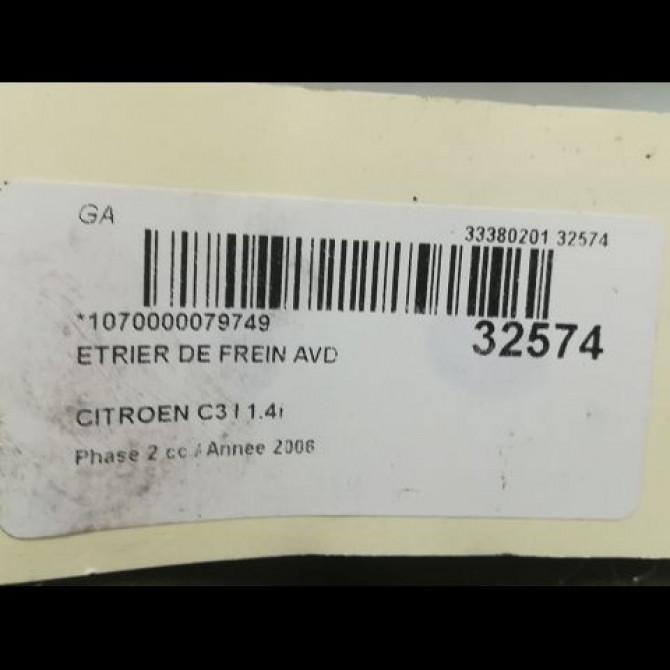 GA
33380201 32574
*1070000079749
32574
ETRIER DE FREIN AVD
CITROEN C3 I 1.4i
Phase 2 cc / Annee 2006